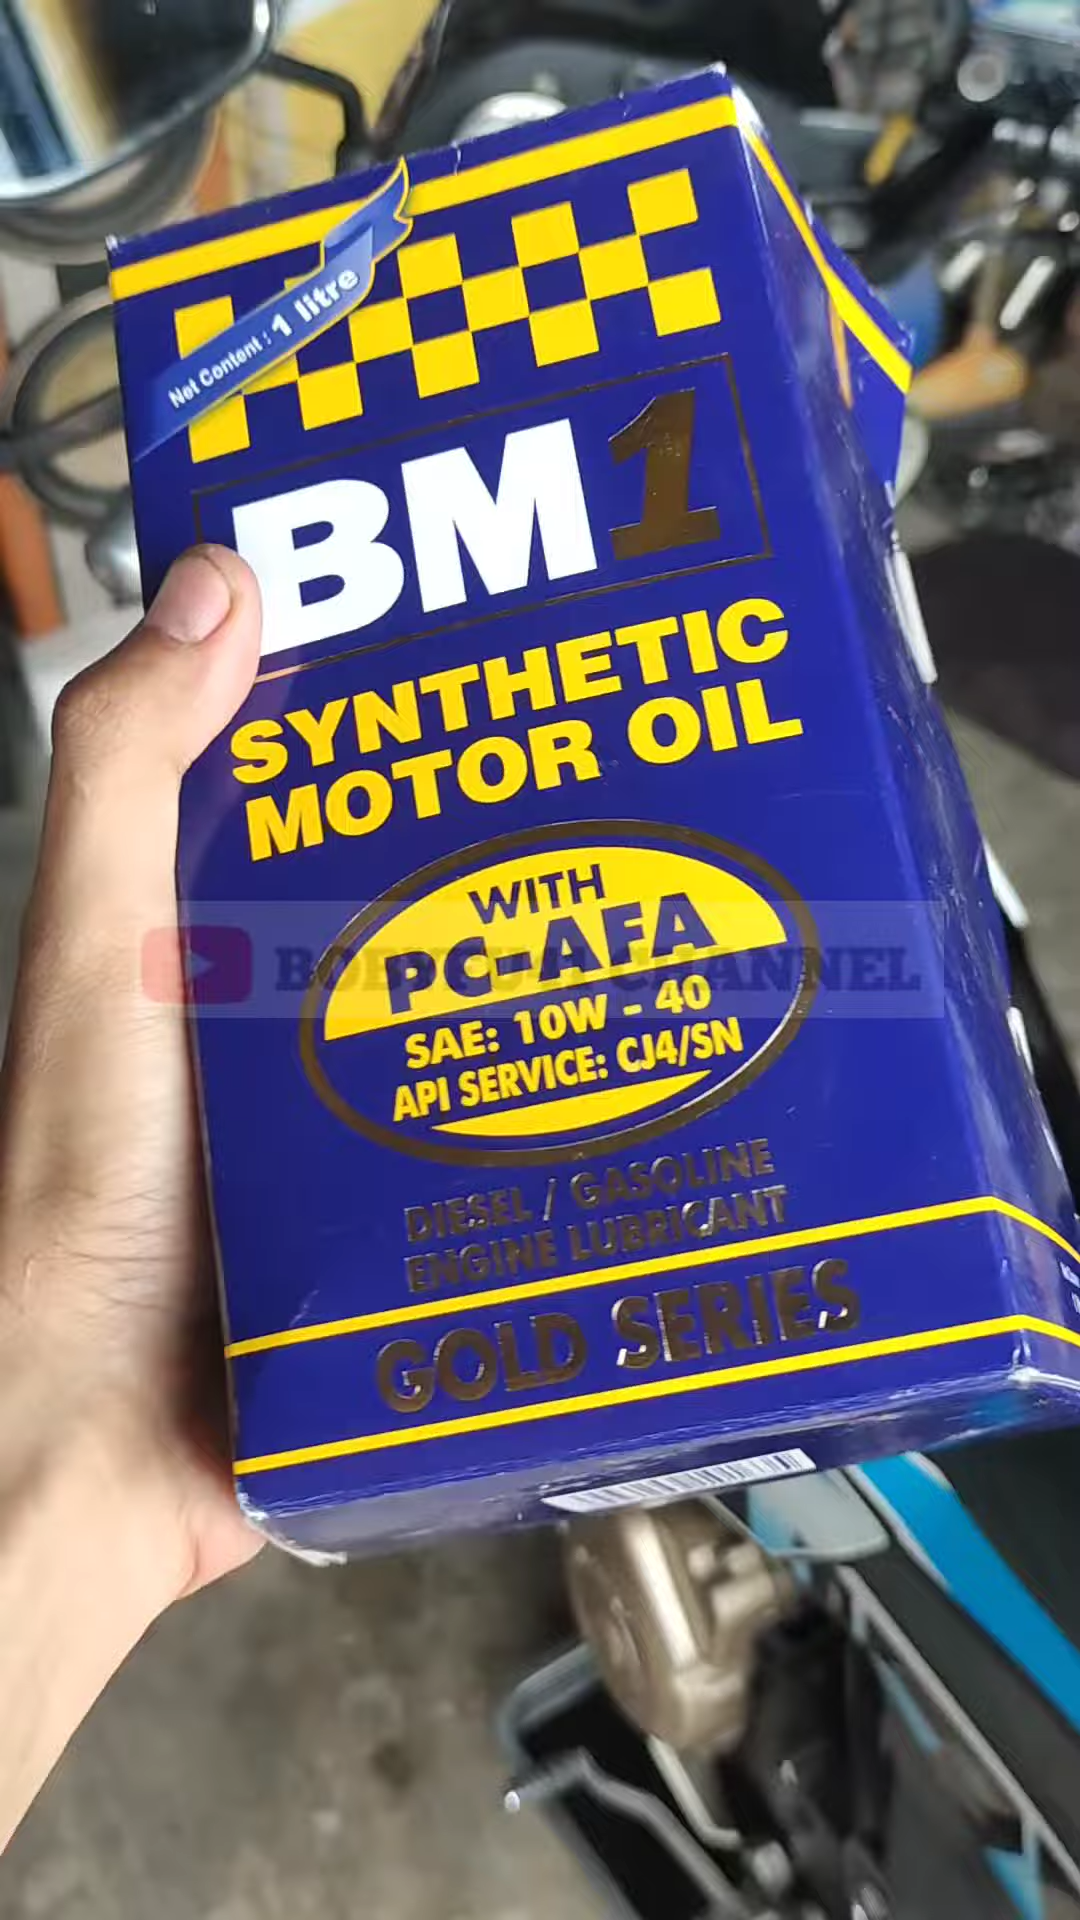 Net Content : 1 litre
BM1
SYNTHETIC
MOTOR OIL
WITH
PC-AFA
SAE: 10W - 40
API SERVICE: CJ4/SN
DIESEL / GASOLINE
ENGINE LUBRICANT
GOLD SERIES
CHANNEL